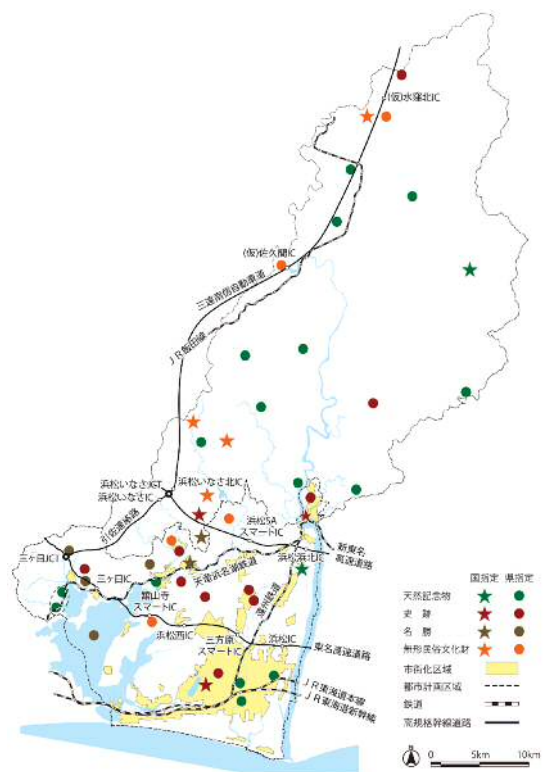 (仮)水窪北IC
(仮)佐久間IC
三遠南信自動車道
JR飯田線
浜松いなさJCT
浜松いなさIC
浜松いなさ北IC
引佐連絡路
浜松SA
スマートIC
新東名
高速道路
三ヶ日JCT
三ヶ日IC
浜松浜北IC
天竜浜名湖鉄道
舘山寺
スマートIC
遠州鉄道
浜松西IC
三方原
スマートIC
浜松IC
東名高速道路
JR東海道本線
JR東海道新幹線
国指定 県指定
天然記念物
史 跡
名 勝
無形民俗文化財
市街化区域
都市計画区域
鉄道
高規格幹線道路
N 0 5km 10km